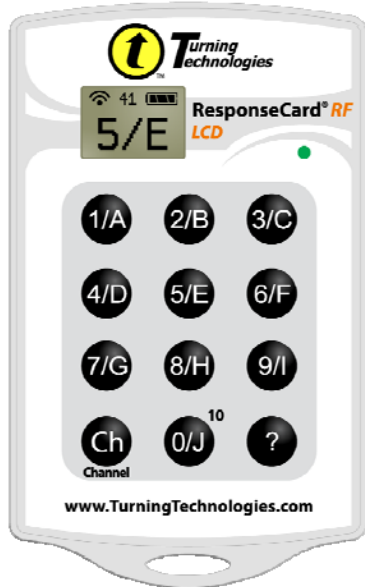 t Turning
Technologies
TM
41
5/E
ResponseCard® RF
LCD
1/A 2/B 3/C
4/D 5/E 6/F
7/G 8/H 9/I
Ch 0/J 10 ?
Channel
www.TurningTechnologies.com